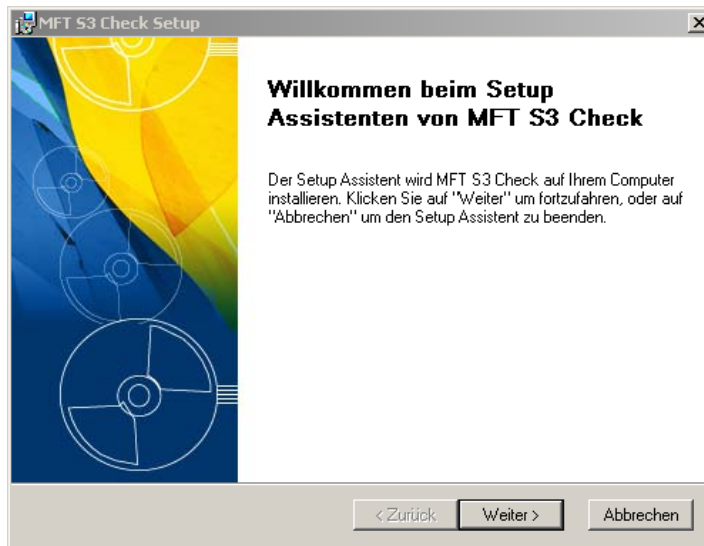 MFT S3 Check Setup
Willkommen beim Setup
Assistenten von MFT S3 Check
Der Setup Assistent wird MFT S3 Check auf Ihrem Computer
installieren. Klicken Sie auf "Weiter" um fortzufahren, oder auf
"Abbrechen" um den Setup Assistent zu beenden.
< Zurück Weiter > Abbrechen